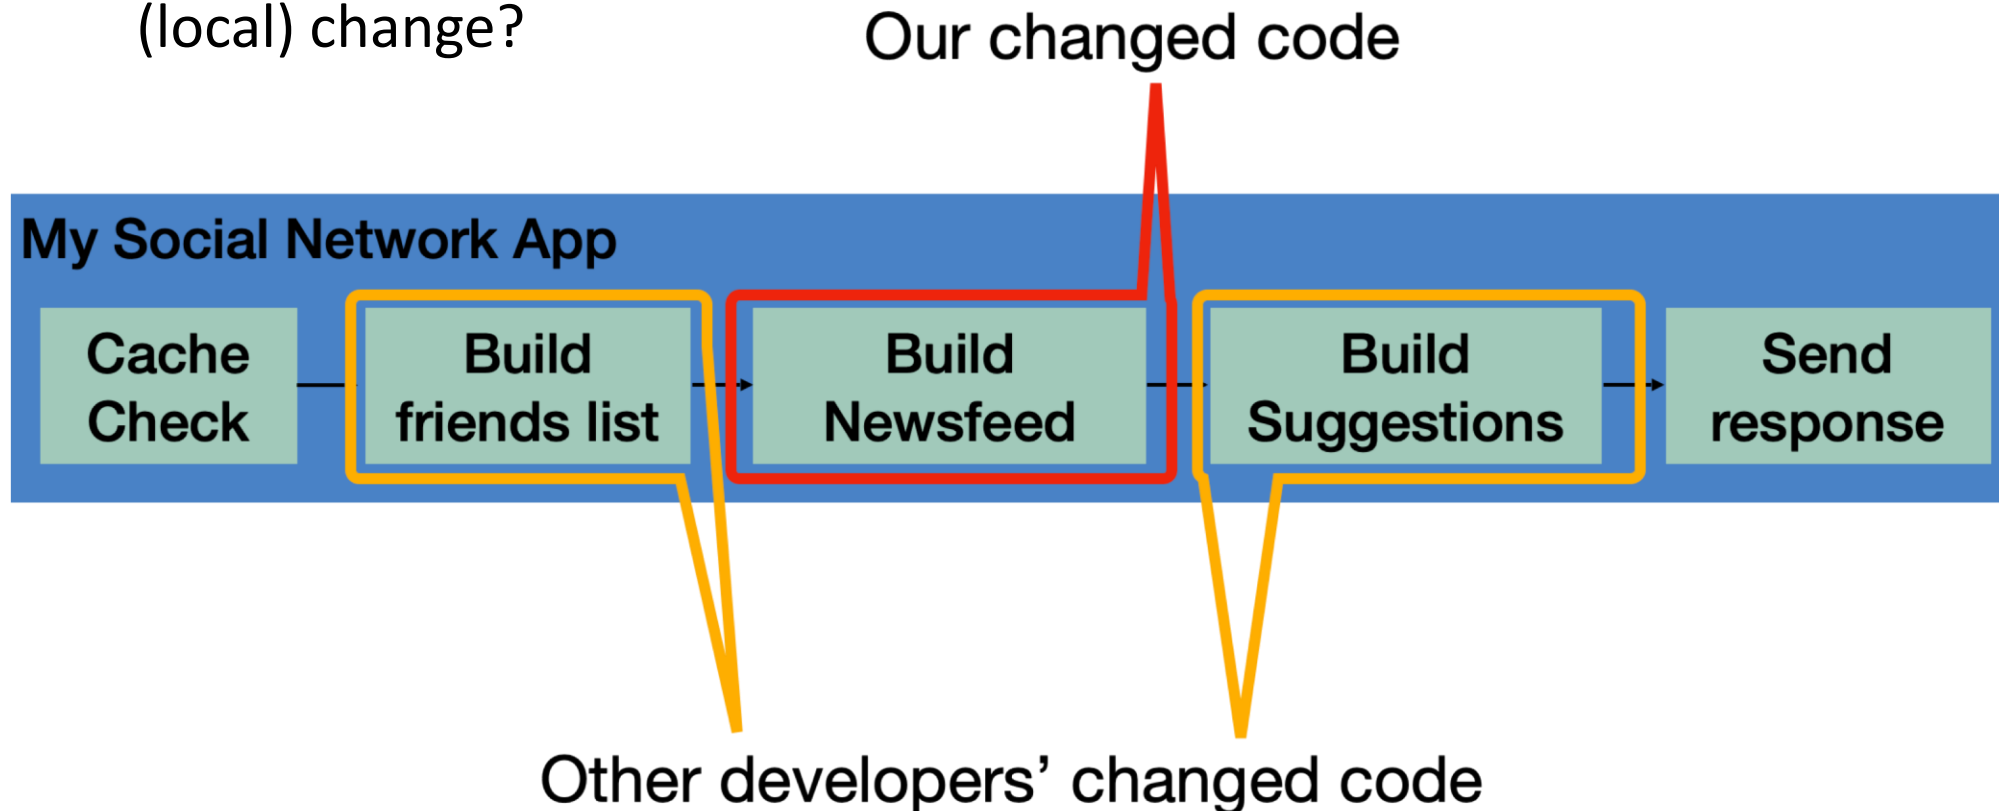 (local) change?
Our changed code
My Social Network App
Cache
Check
Build
friends list
Build
Newsfeed
Build
Suggestions
Send
response
Other developers’ changed code